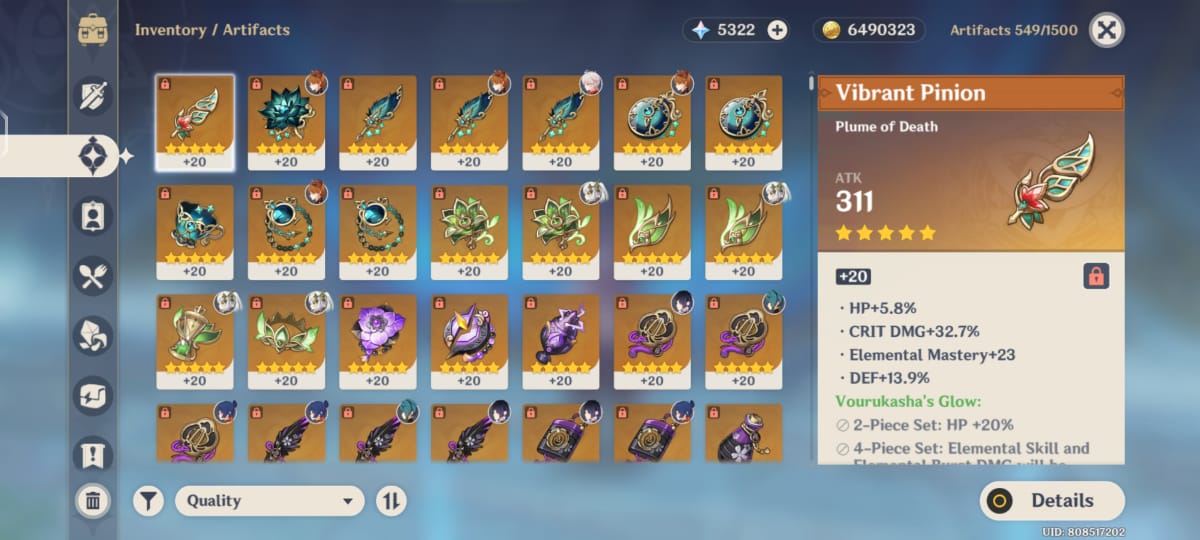 Inventory / Artifacts
5322
6490323
Artifacts 549/1500
+20 +20 +20 +20 +20 +20 +20
+20 +20 +20 +20 +20 +20 +20
+20 +20 +20 +20 +20 +20 +20
Vibrant Pinion
Plume of Death
ATK
311
+20
· HP+5.8%
· CRIT DMG+32.7%
· Elemental Mastery+23
· DEF+13.9%
Vourukasha's Glow:
2-Piece Set: HP +20%
4-Piece Set: Elemental Skill and
Elemental Burst DMG will be
Quality
Details
UID: 808517202